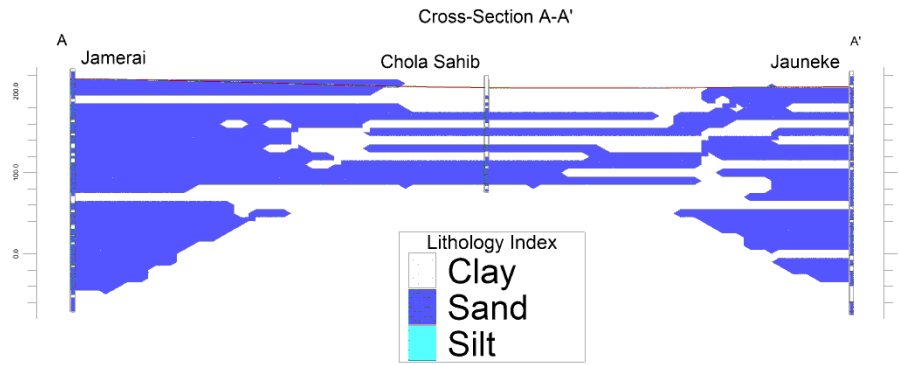 Cross-Section A-A'
A
A'
Jamerai
Chola Sahib
Jauneke
200.0
100.0
0.0
Lithology Index
Clay
Sand
Silt